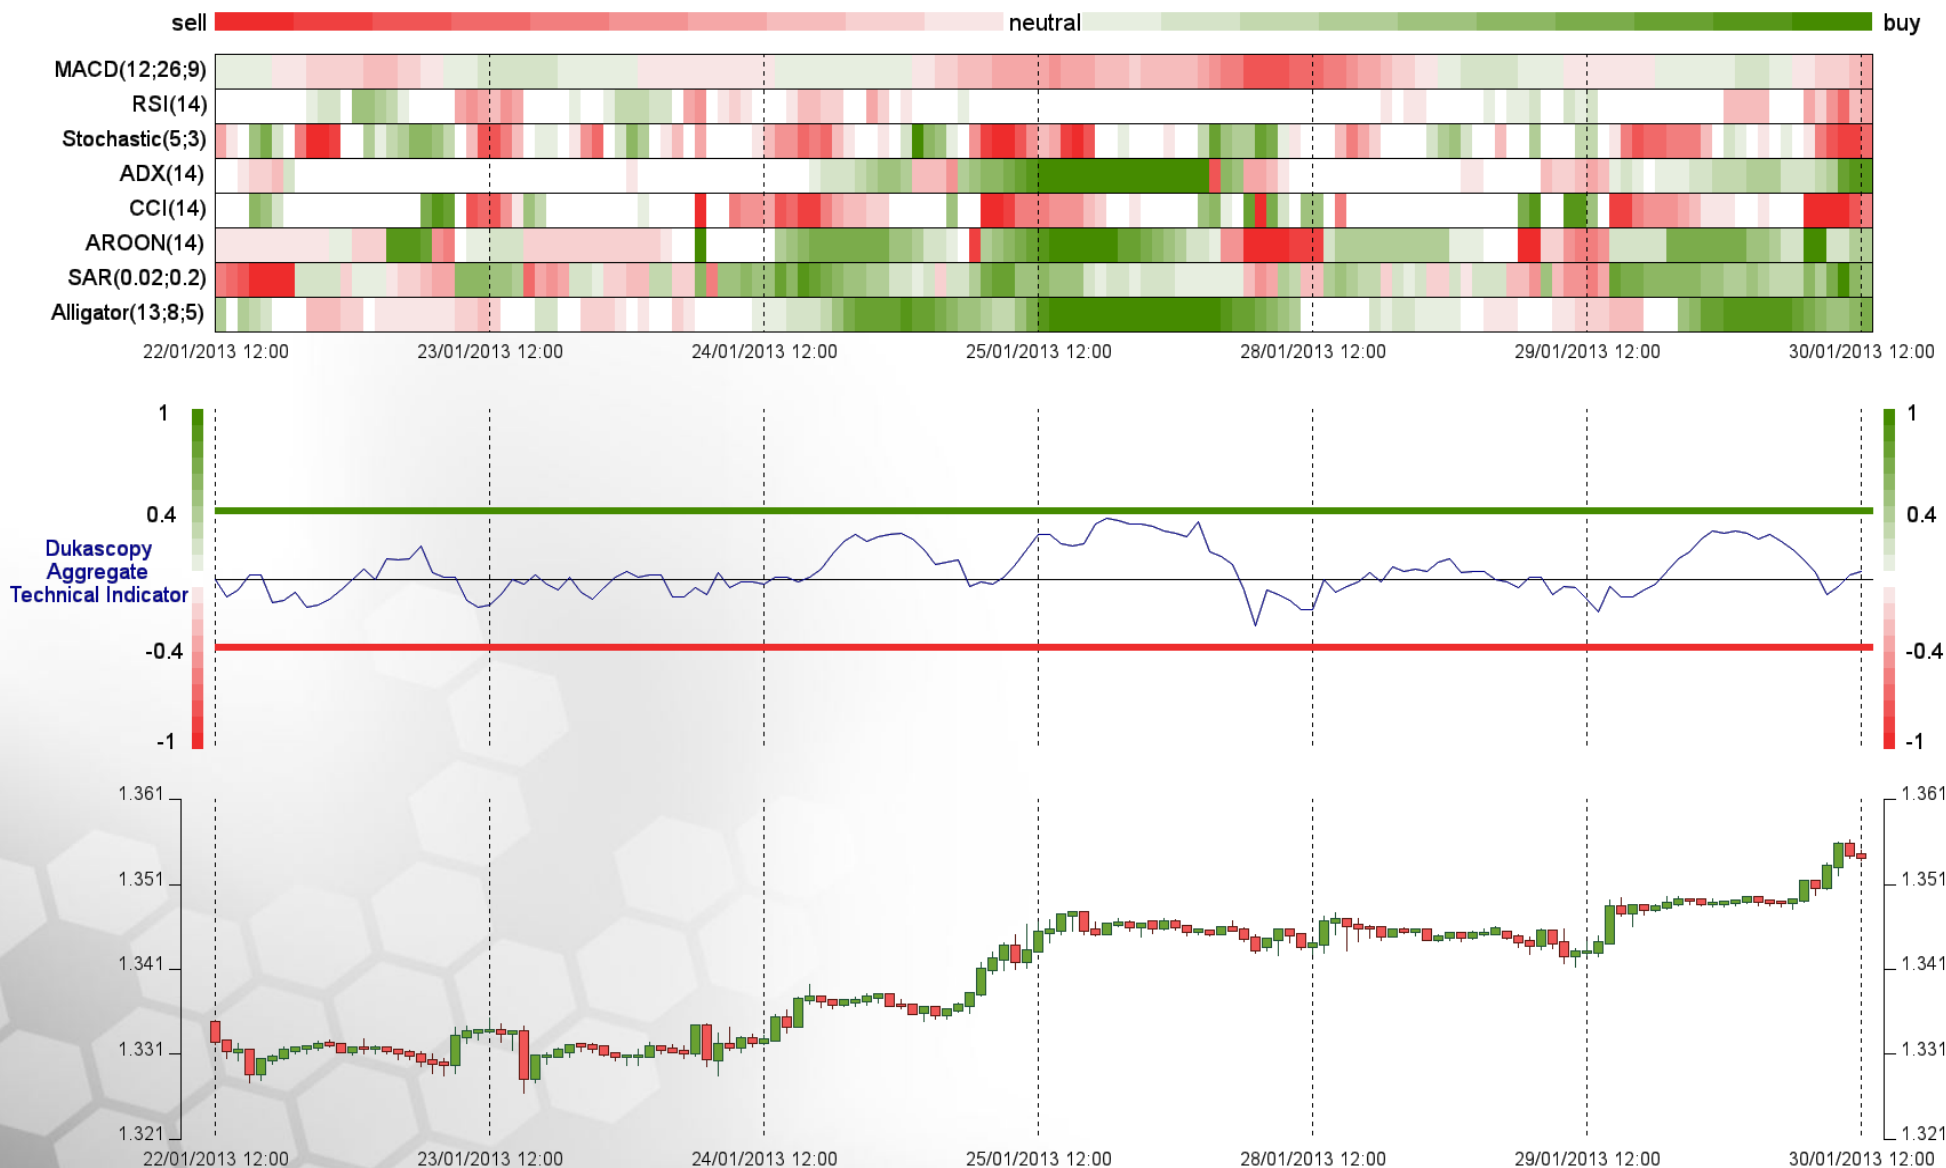 sell neutral buy
MACD(12;26;9)
RSI(14)
Stochastic(5;3)
ADX(14)
CCI(14)
AROON(14)
SAR(0.02;0.2)
Alligator(13;8;5)
22/01/2013 12:00 23/01/2013 12:00 24/01/2013 12:00 25/01/2013 12:00 28/01/2013 12:00 29/01/2013 12:00 30/01/2013 12:00
1 1
0.4 0.4
Dukascopy
Aggregate
Technical Indicator
-0.4 -0.4
-1 -1
1.361 1.361
1.351 1.351
1.341 1.341
1.331 1.331
1.321 1.321
22/01/2013 12:00 23/01/2013 12:00 24/01/2013 12:00 25/01/2013 12:00 28/01/2013 12:00 29/01/2013 12:00 30/01/2013 12:00